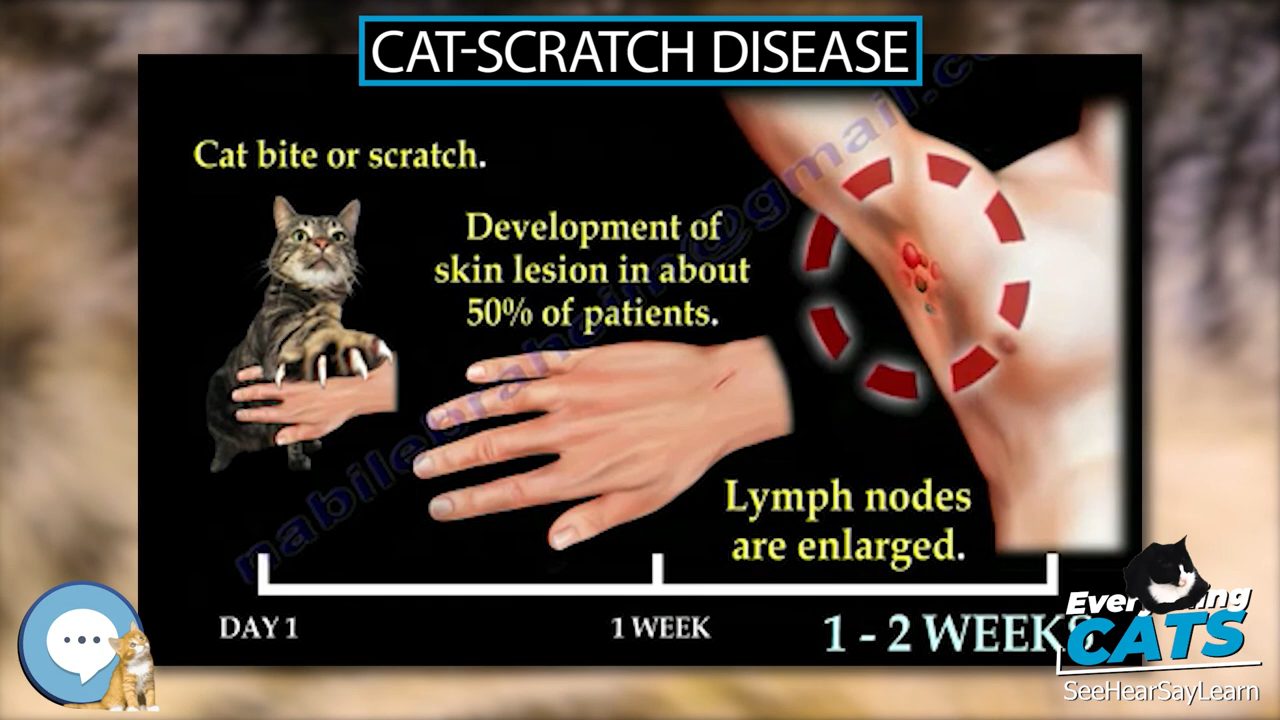 CAT-SCRATCH DISEASE
Cat bite or scratch.
Development of
skin lesion in about
50% of patients.
Lymph nodes
are enlarged.
DAY 1
1 WEEK
1 - 2 WEEKS
Everything
CATS
SeeHearSayLearn